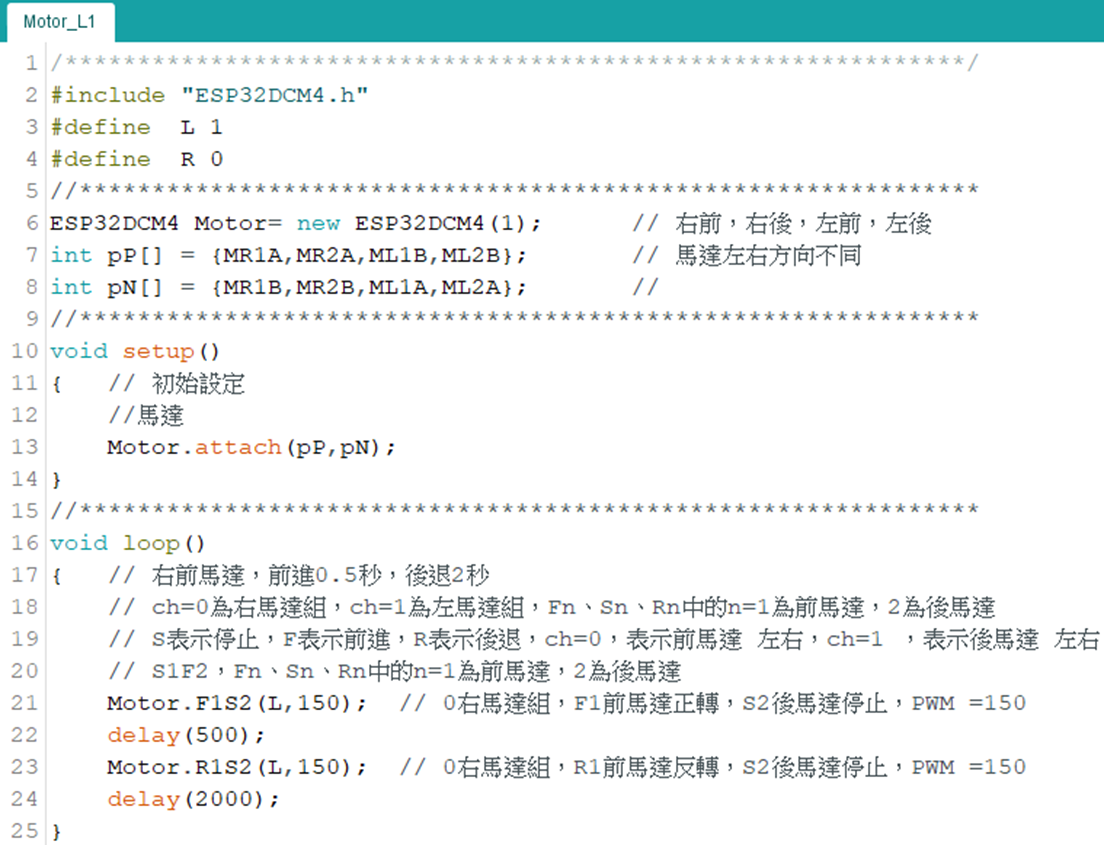 Motor_L1
1 /***************************************************************/
2 #include "ESP32DCM4.h"
3 #define  L 1
4 #define  R 0
5 //***************************************************************
6 ESP32DCM4 Motor= new ESP32DCM4(1);      // 右前，右後，左前，左後
7 int pP[] = {MR1A,MR2A,ML1B,ML2B};       // 馬達左右方向不同
8 int pN[] = {MR1B,MR2B,ML1A,ML2A};       //
9 //***************************************************************
10 void setup()
11 {   // 初始設定
12     //馬達
13     Motor.attach(pP,pN);
14 }
15 //***************************************************************
16 void loop()
17 {   // 右前馬達，前進0.5秒，後退2秒
18     // ch=0為右馬達組，ch=1為左馬達組，Fn、Sn、Rn中的n=1為前馬達，2為後馬達
19     // S表示停止，F表示前進，R表示後退，ch=0，表示前馬達 左右，ch=1 ，表示後馬達 左右
20     // S1F2，Fn、Sn、Rn中的n=1為前馬達，2為後馬達
21     Motor.F1S2(L,150);  // 0右馬達組，F1前馬達正轉，S2後馬達停止，PWM =150
22     delay(500);
23     Motor.R1S2(L,150);  // 0右馬達組，R1前馬達反轉，S2後馬達停止，PWM =150
24     delay(2000);
25 }